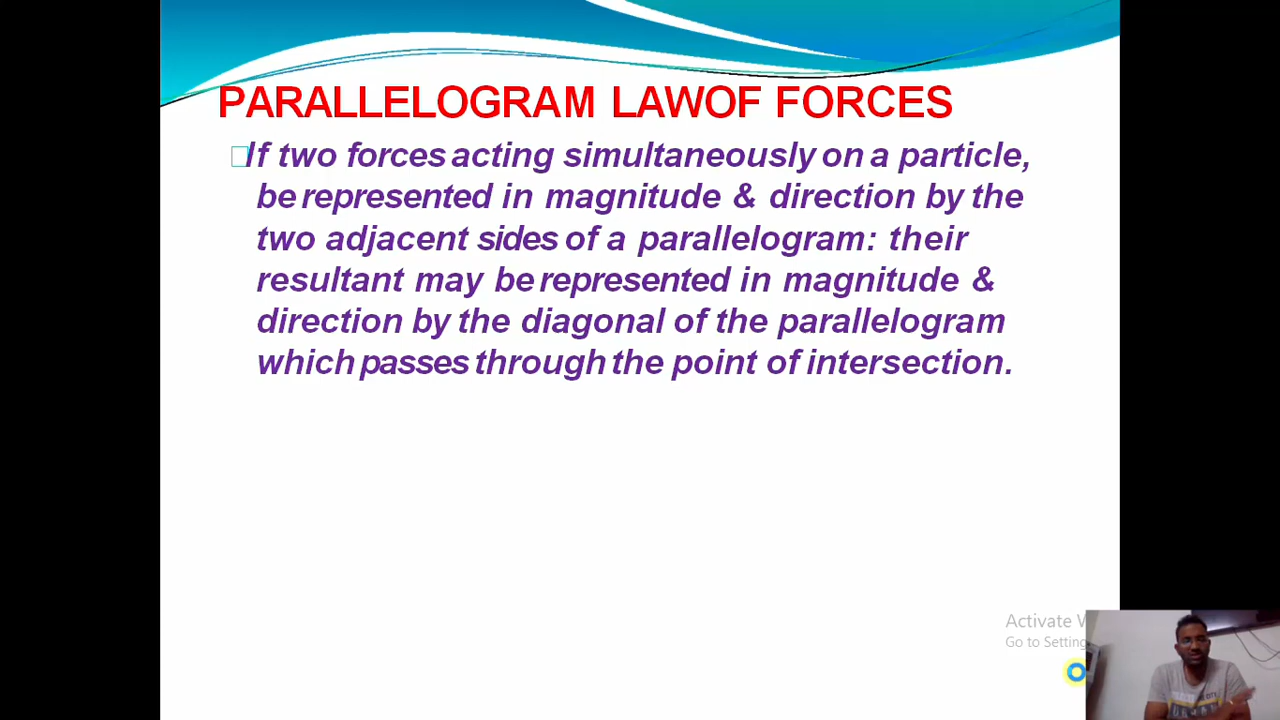 PARALLELOGRAM LAWOF FORCES
If two forces acting simultaneously on a particle,
be represented in magnitude & direction by the
two adjacent sides of a parallelogram: their
resultant may be represented in magnitude &
direction by the diagonal of the parallelogram
which passes through the point of intersection.
Activate
Go to Setting